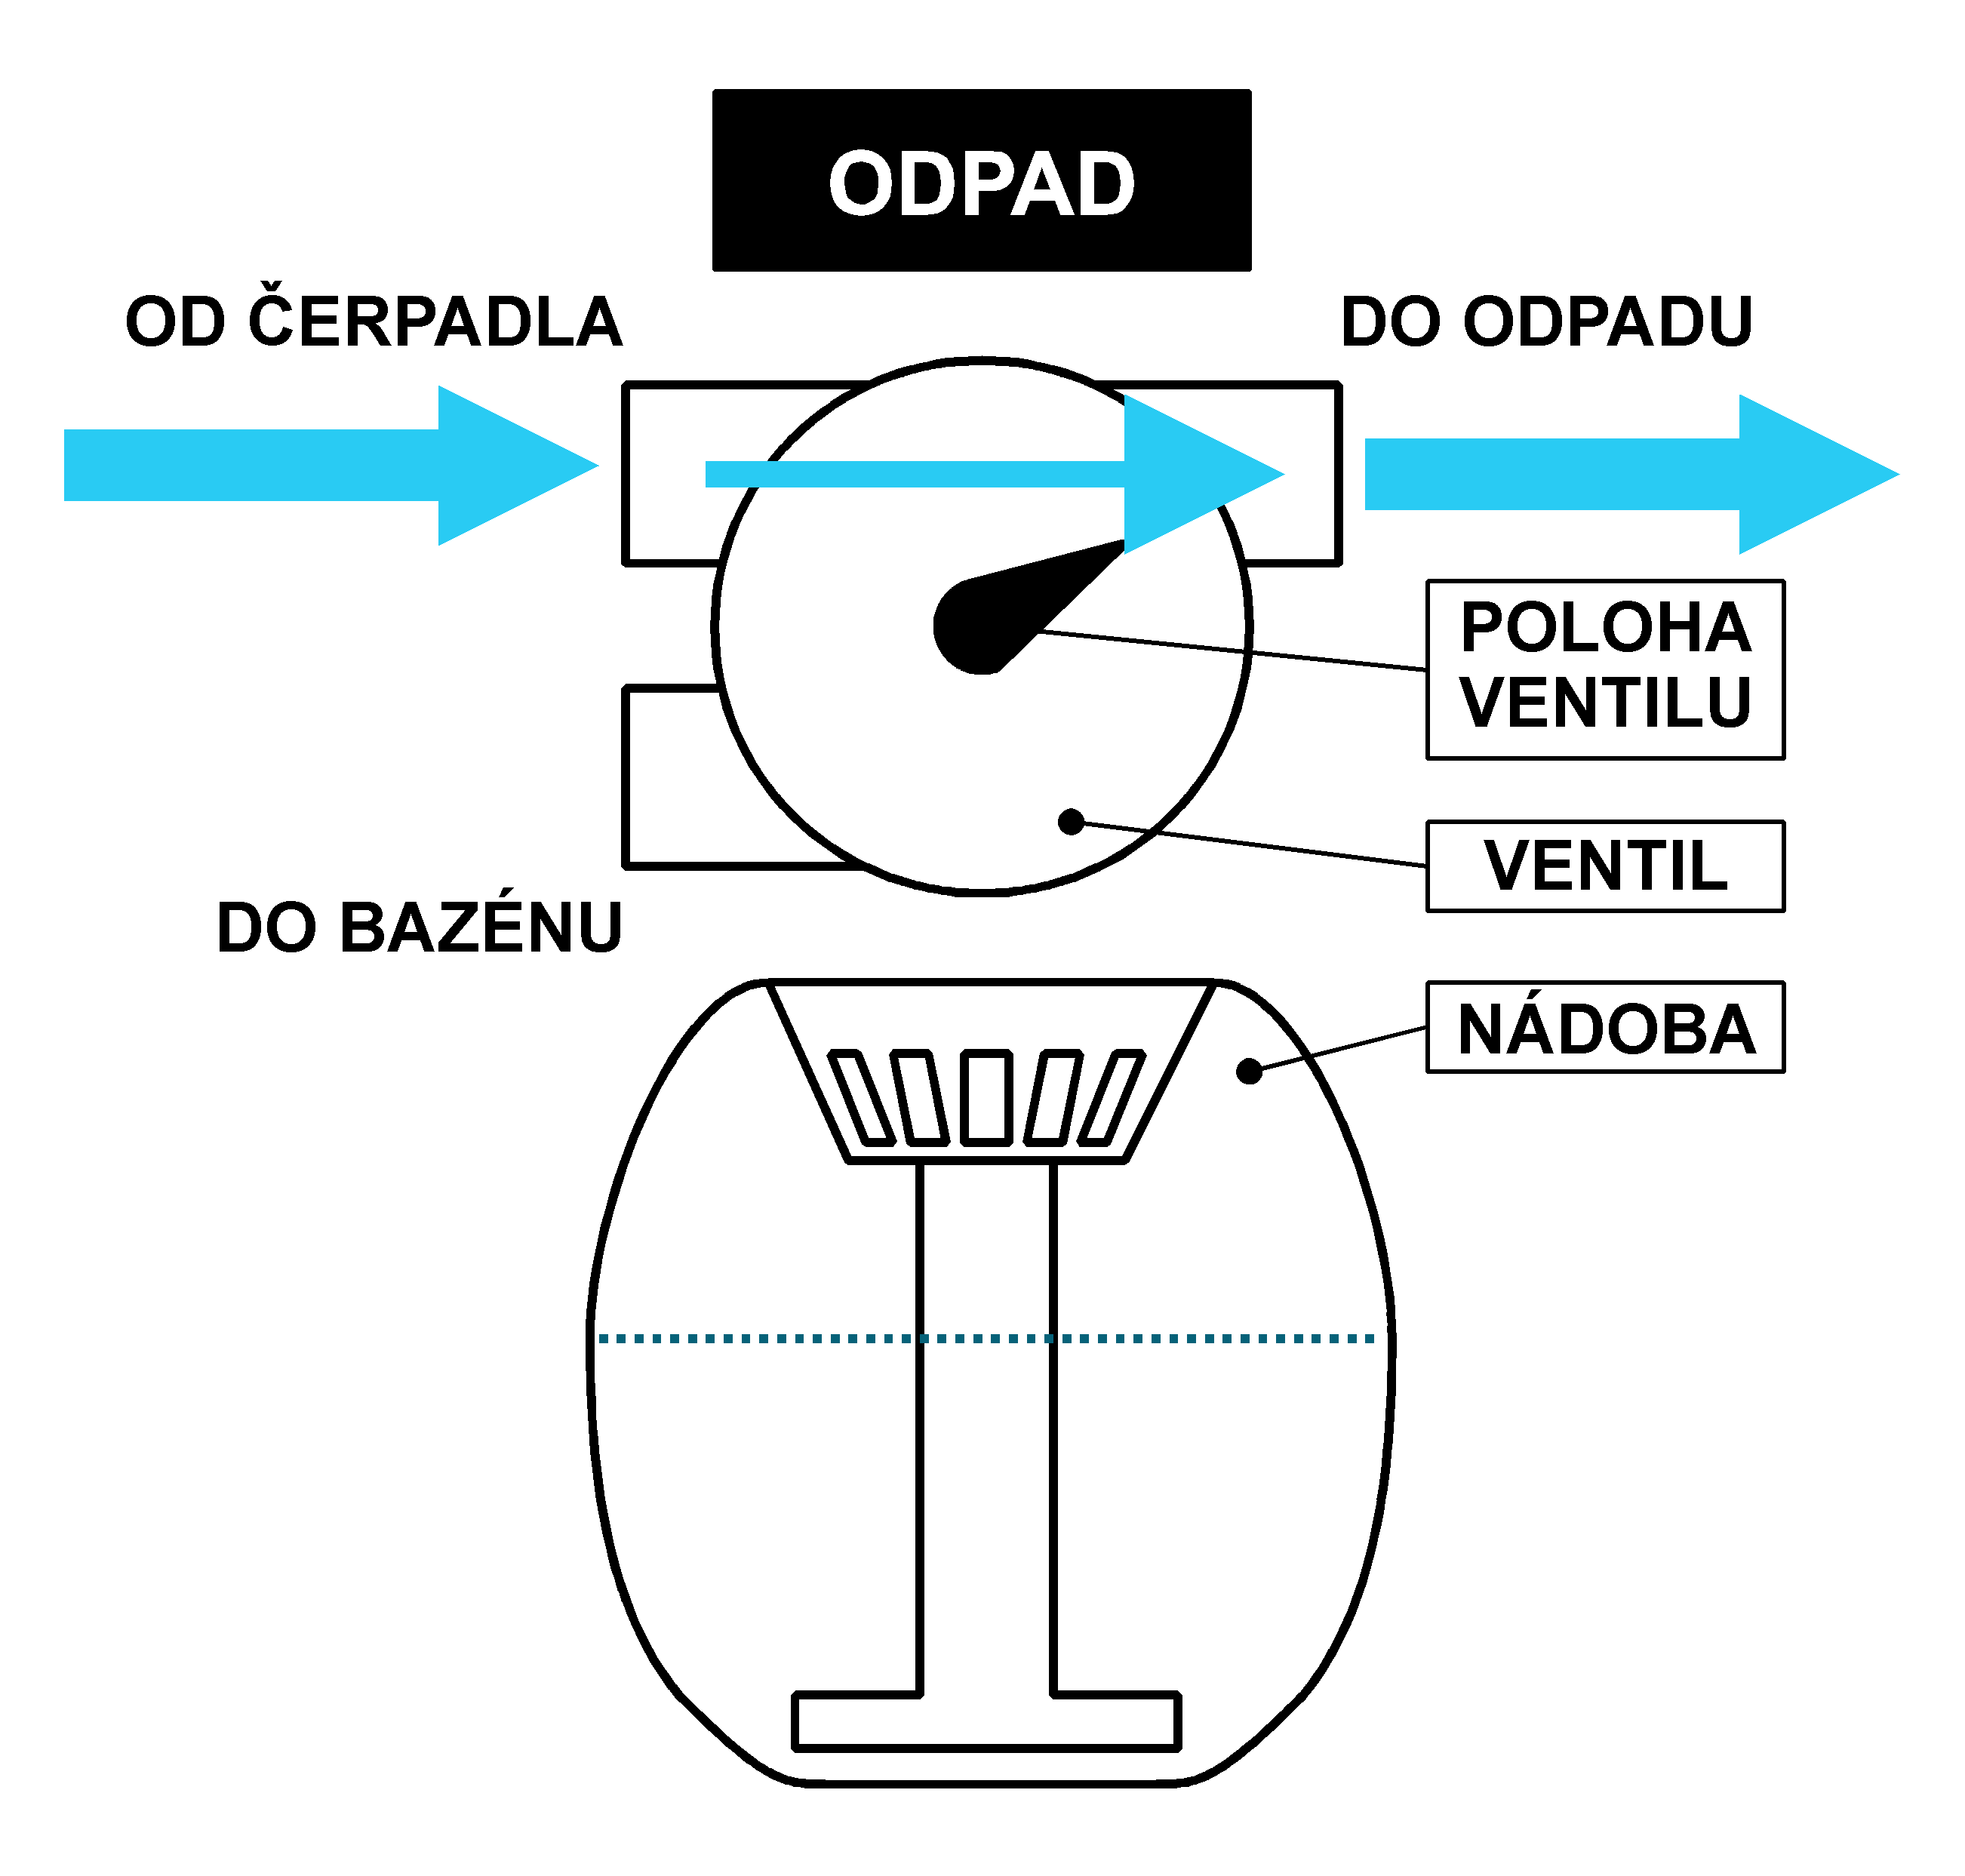 ODPAD
OD ČERPADLA
DO ODPADU
POLOHA
VENTILU
VENTIL
DO BAZÉNU
NÁDOBA